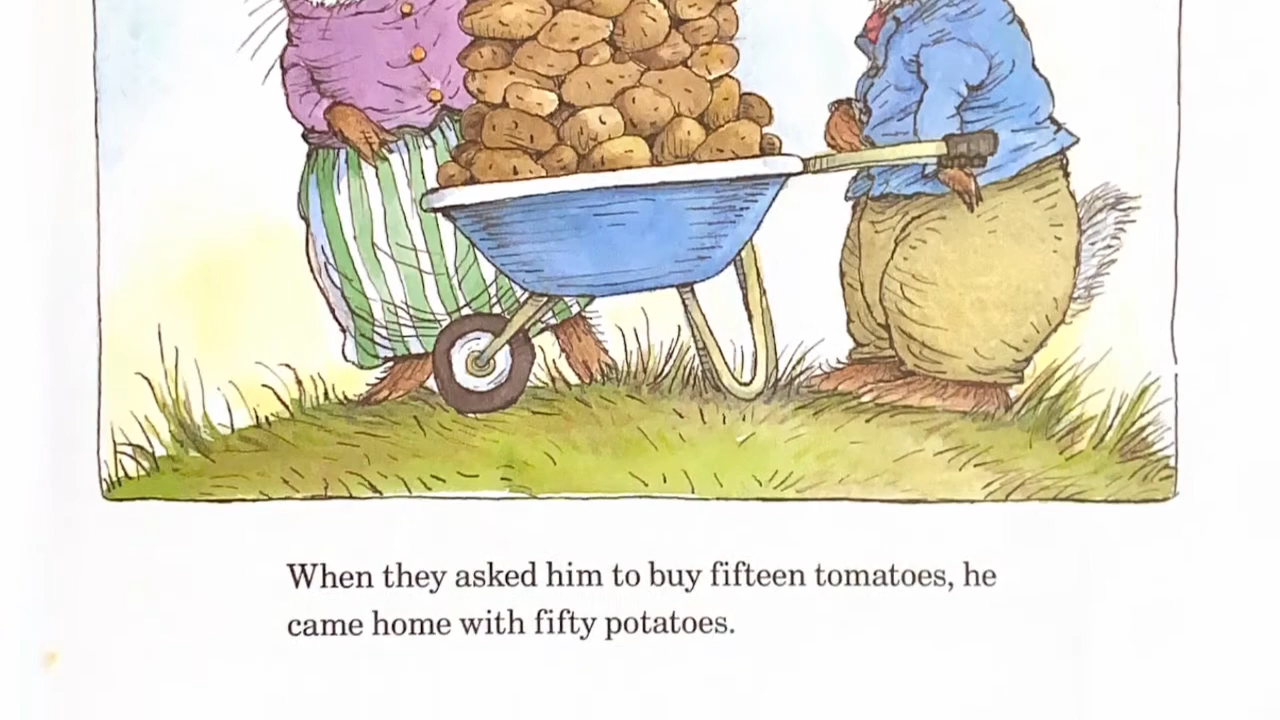 When they asked him to buy fifteen tomatoes, he
came home with fifty potatoes.